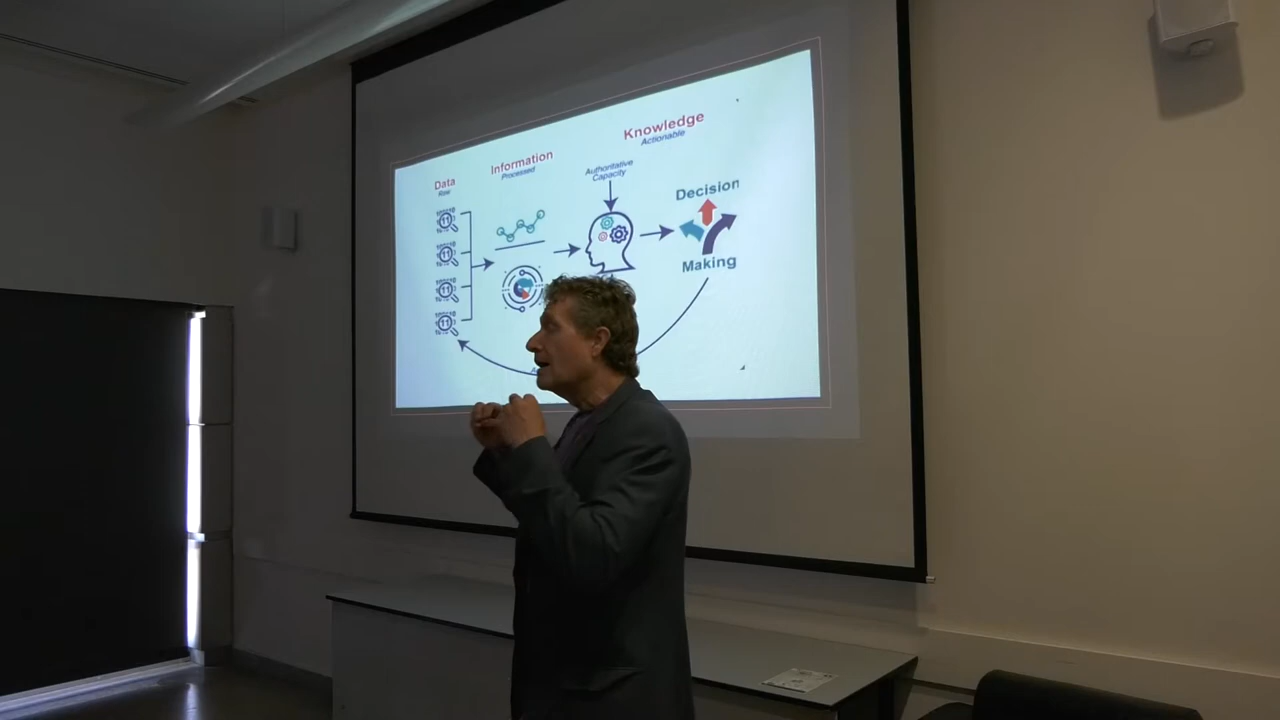 Knowledge
Actionable
Information
Processed
Data
Raw
Authoritative
Capacity
Decision
Making